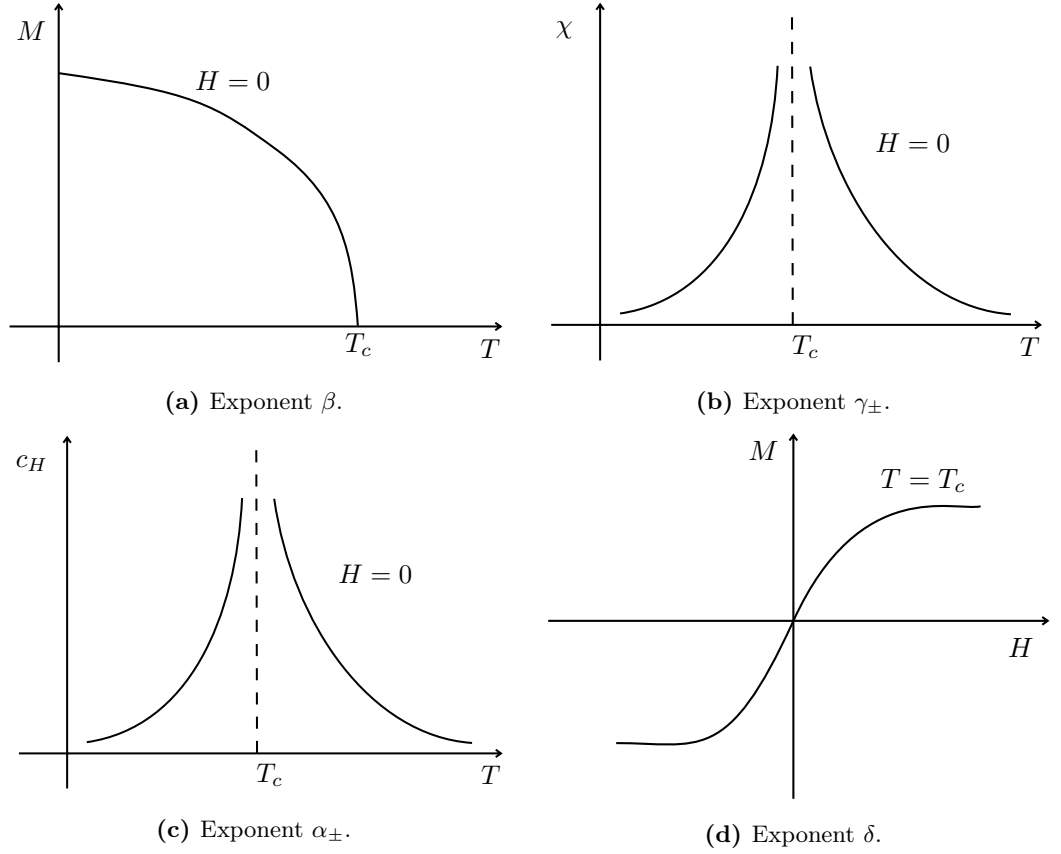 M
H = 0
T_c
T
(a) Exponent β.
χ
H = 0
T_c
T
(b) Exponent γ±.
c_H
H = 0
T_c
T
(c) Exponent α±.
M
T = T_c
H
(d) Exponent δ.